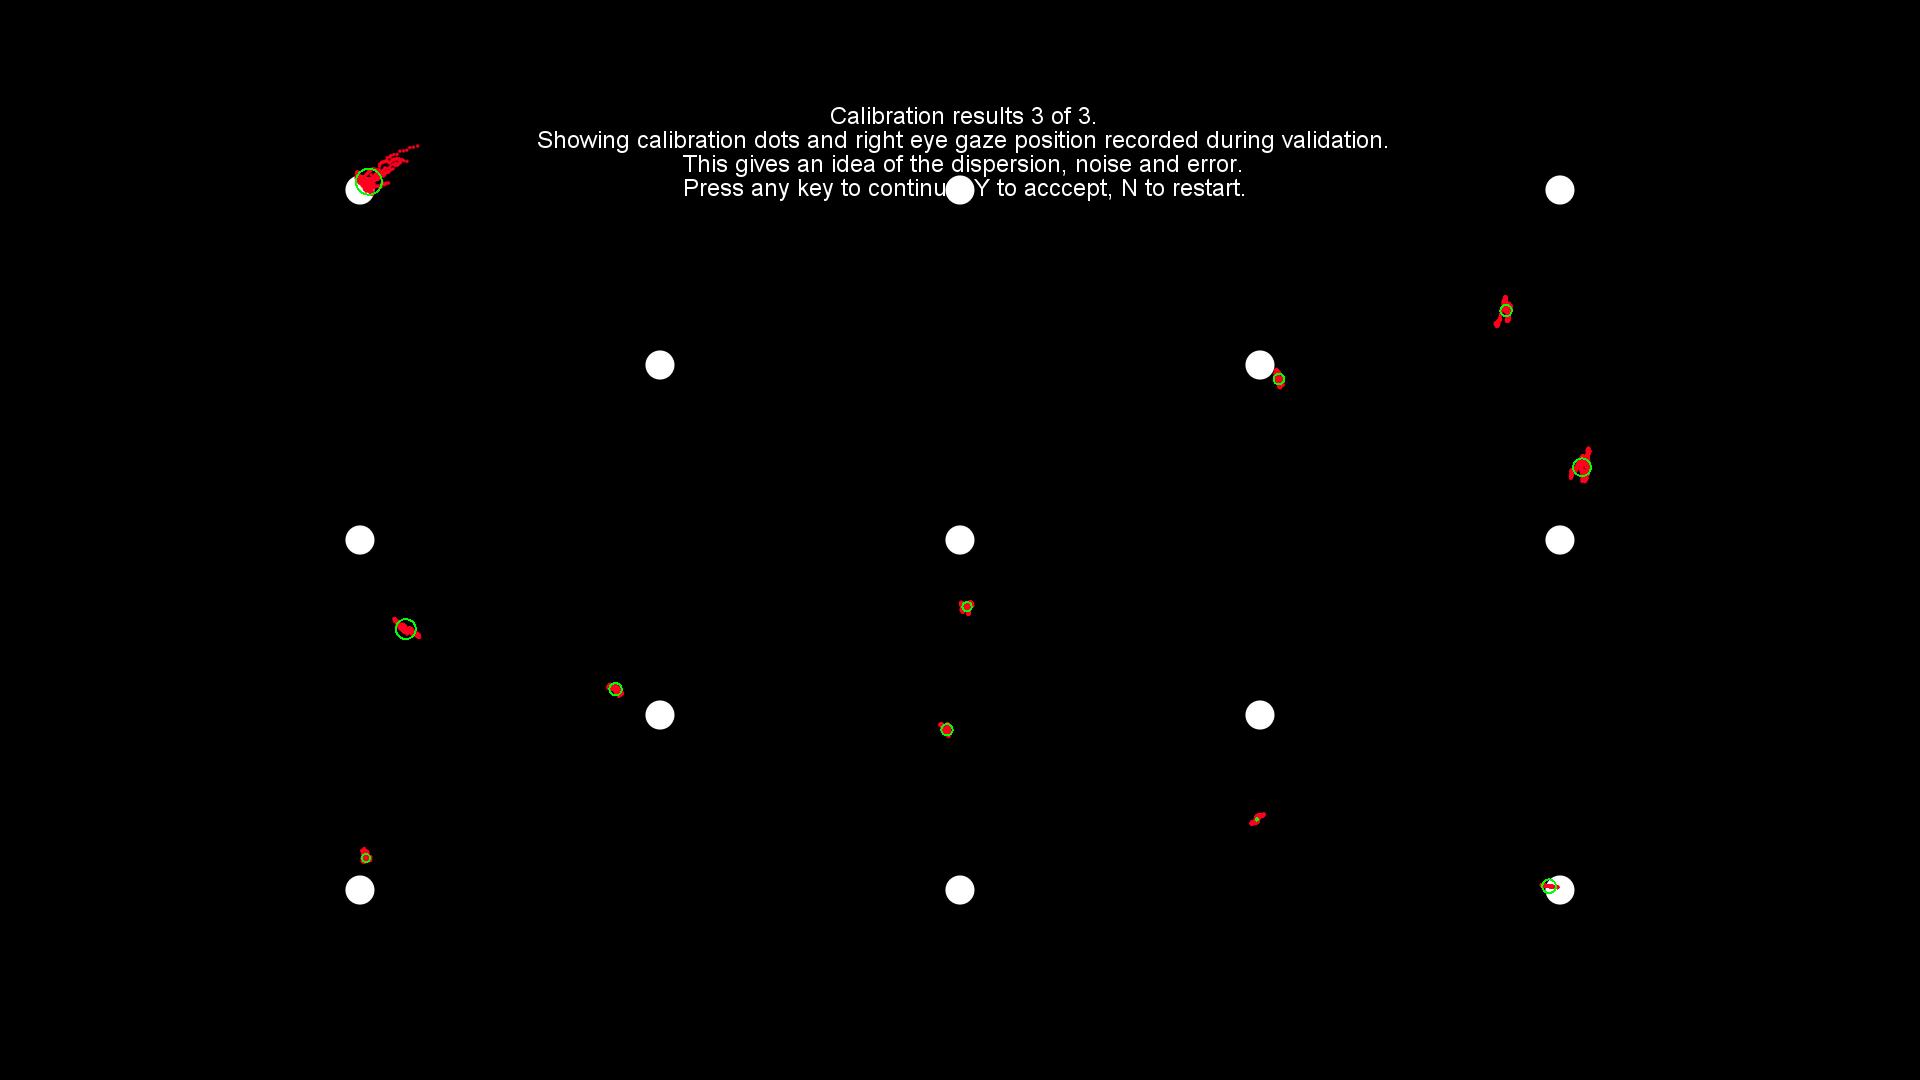 Calibration results 3 of 3.
Showing calibration dots and right eye gaze position recorded during validation.
This gives an idea of the dispersion, noise and error.
Press any key to continu Y to acccept, N to restart.